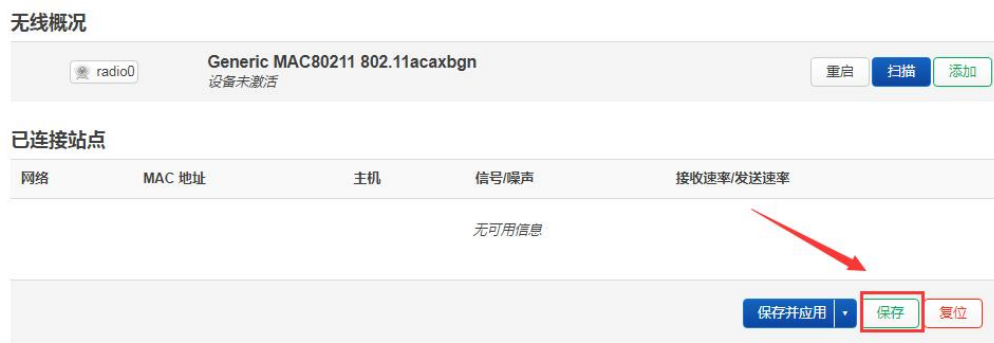 无线概况
radio0
Generic MAC80211 802.11acaxbgn
设备未激活
重启 扫描 添加
已连接站点
网络 MAC 地址 主机 信号/噪声 接收速率/发送速率
无可用信息
保存并应用 保存 复位